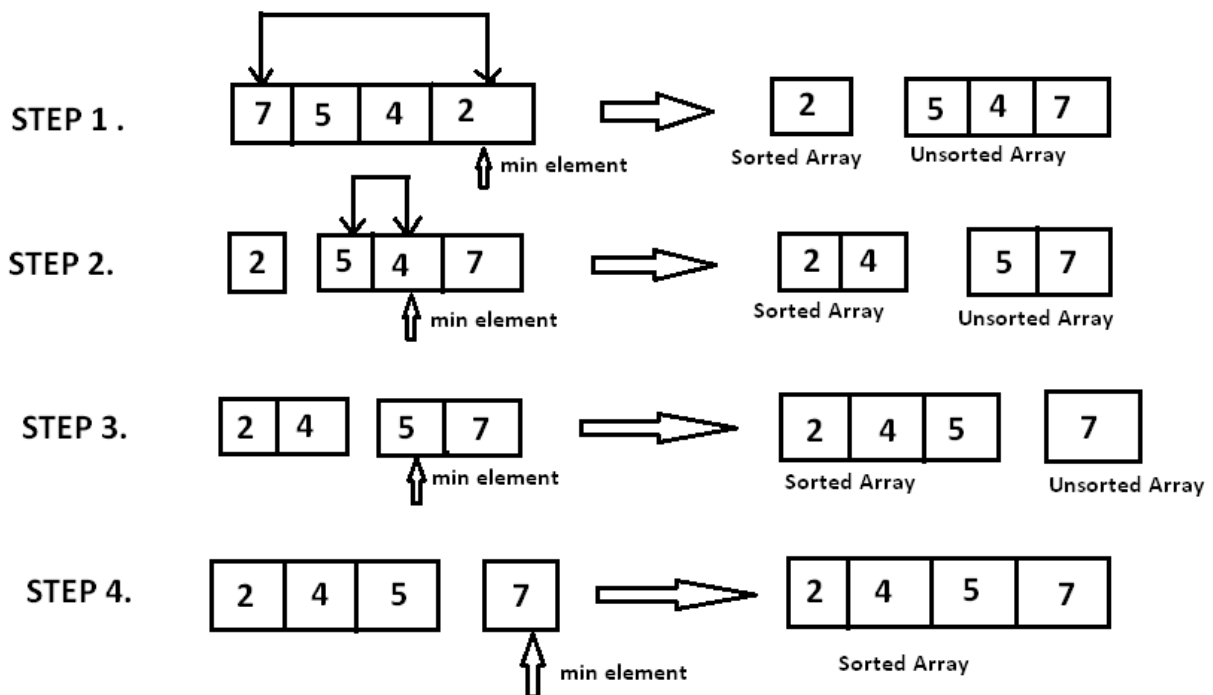 STEP 1 .
7 5 4 2
2
5 4 7
min element
Sorted Array
Unsorted Array
STEP 2.
2
5 4 7
2 4
5 7
min element
Sorted Array
Unsorted Array
STEP 3.
2 4
5 7
2 4 5
7
min element
Sorted Array
Unsorted Array
STEP 4.
2 4 5
7
2 4 5 7
min element
Sorted Array